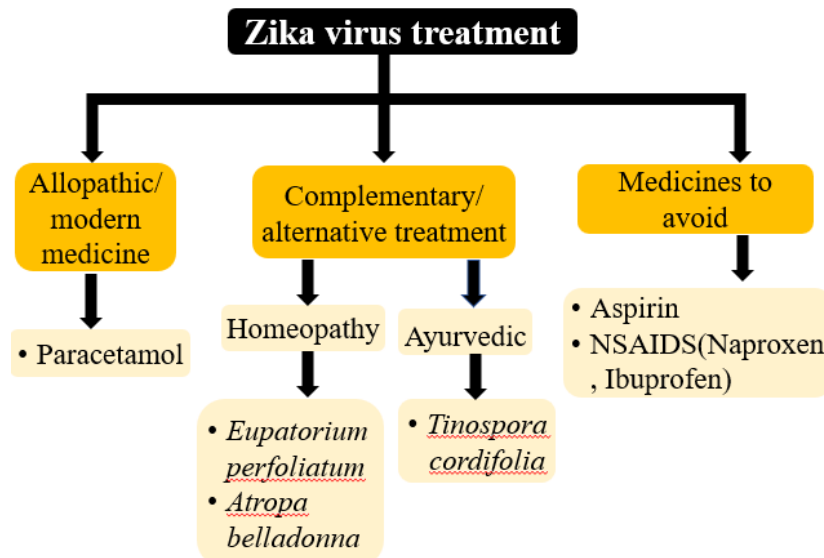 Zika virus treatment
Allopathic/
modern
medicine
• Paracetamol
Complementary/
alternative treatment
Homeopathy
• Eupatorium
perfoliatum
• Atropa
belladonna
Ayurvedic
• Tinospora
cordifolia
Medicines to
avoid
• Aspirin
• NSAIDS(Naproxen
, Ibuprofen)